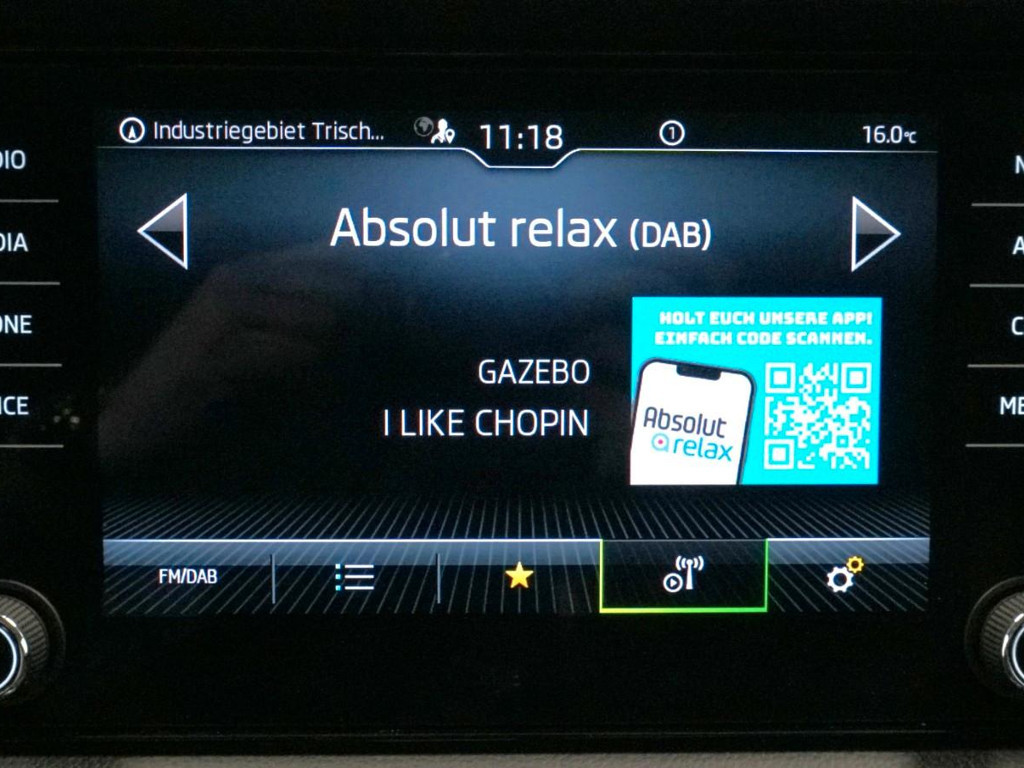 Industriegebiet Trisch...
11:18
1
16.0°C
Absolut relax (DAB)
HOLT EUCH UNSERE APP!
EINFACH CODE SCANNEN.
GAZEBO
I LIKE CHOPIN
Absolut
relax
FM/DAB